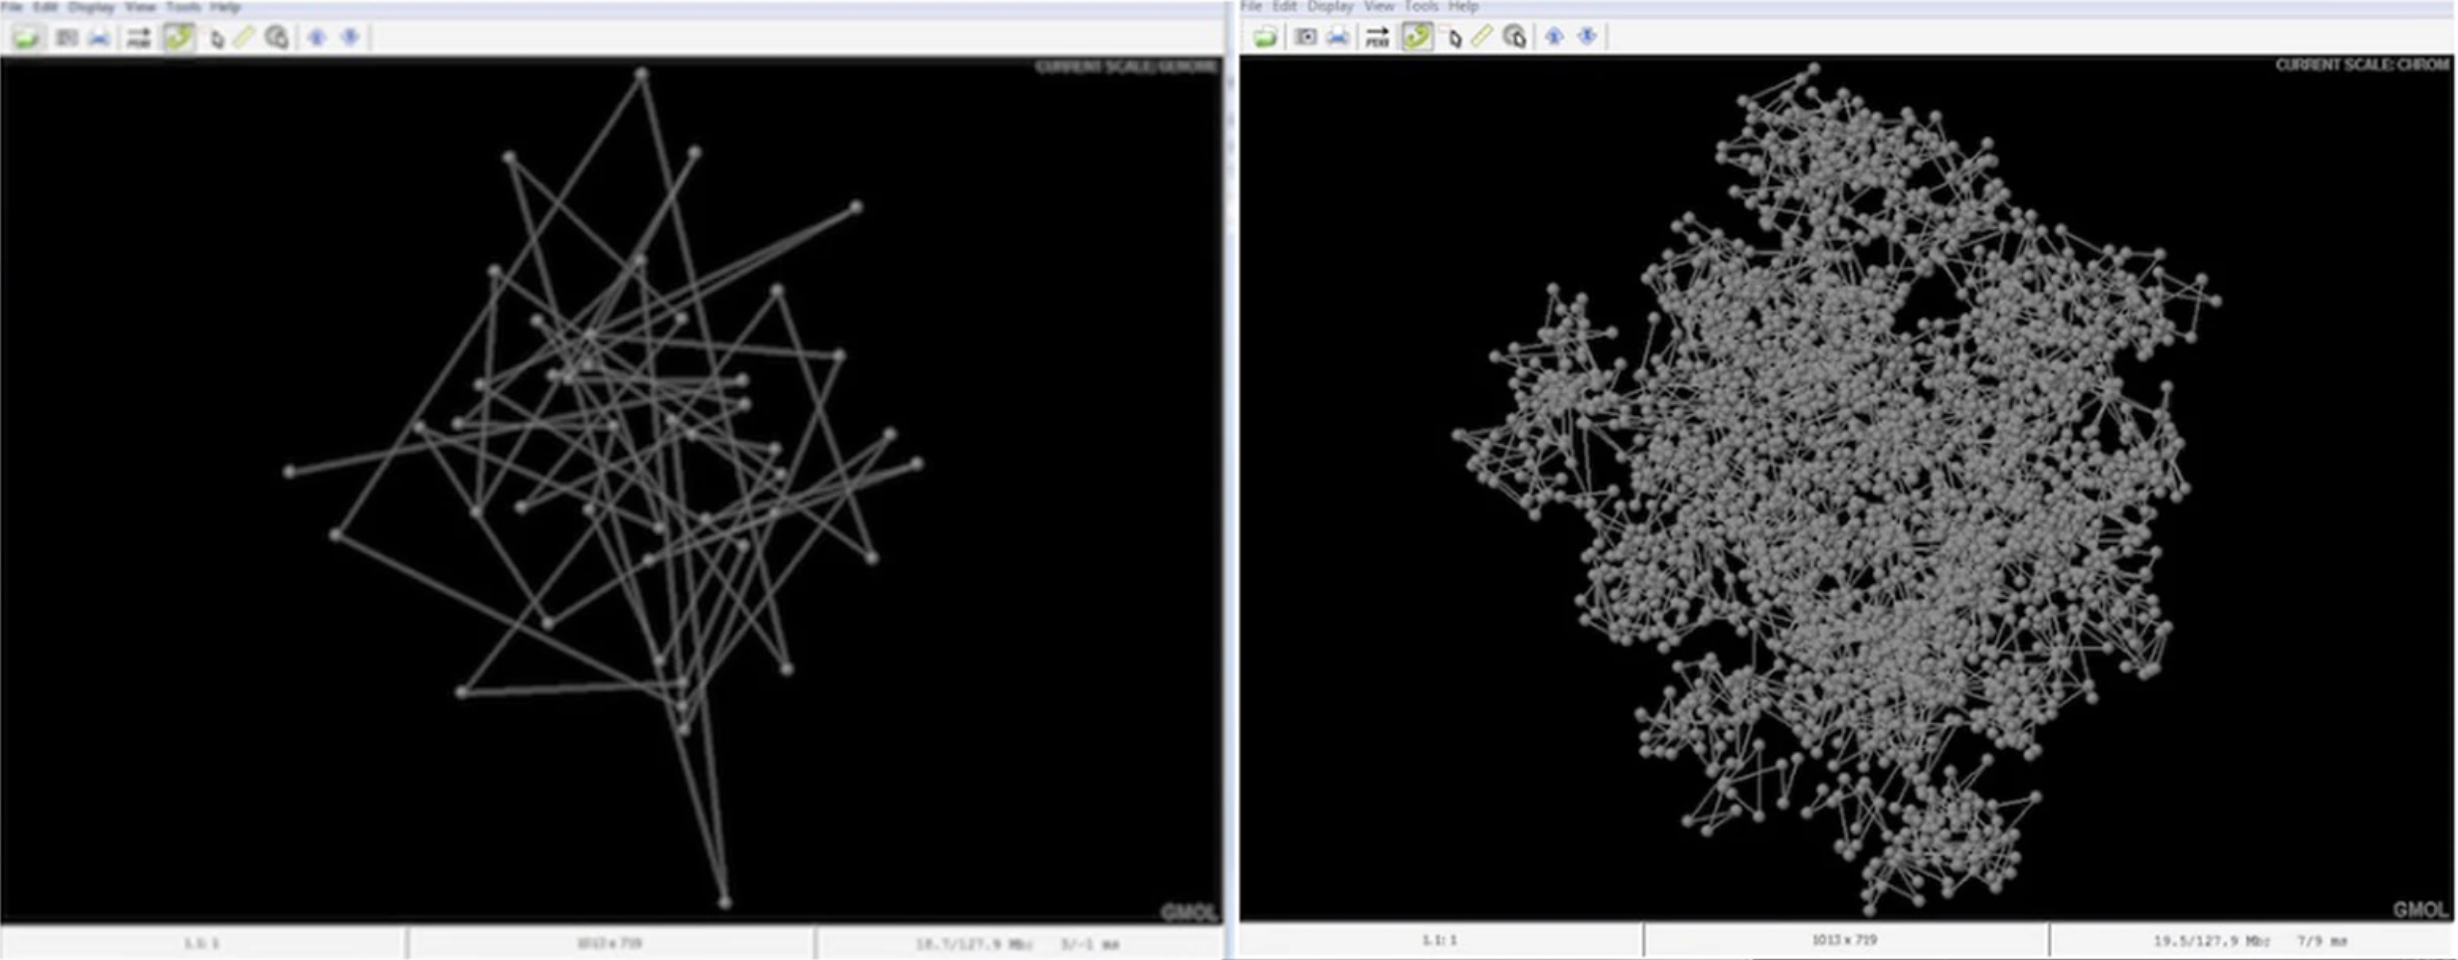 File Edit Display View Tools Help
CURRENT SCALE: GENOME
GMOL
1.1: 1
1013 x 719
18.7/127.9 Mb; 3/-1 ms
File Edit Display View Tools Help
PDB
CURRENT SCALE: CHROM
GMOL
1.1: 1
1013 x 719
19.5/127.9 Mb; 7/9 ms